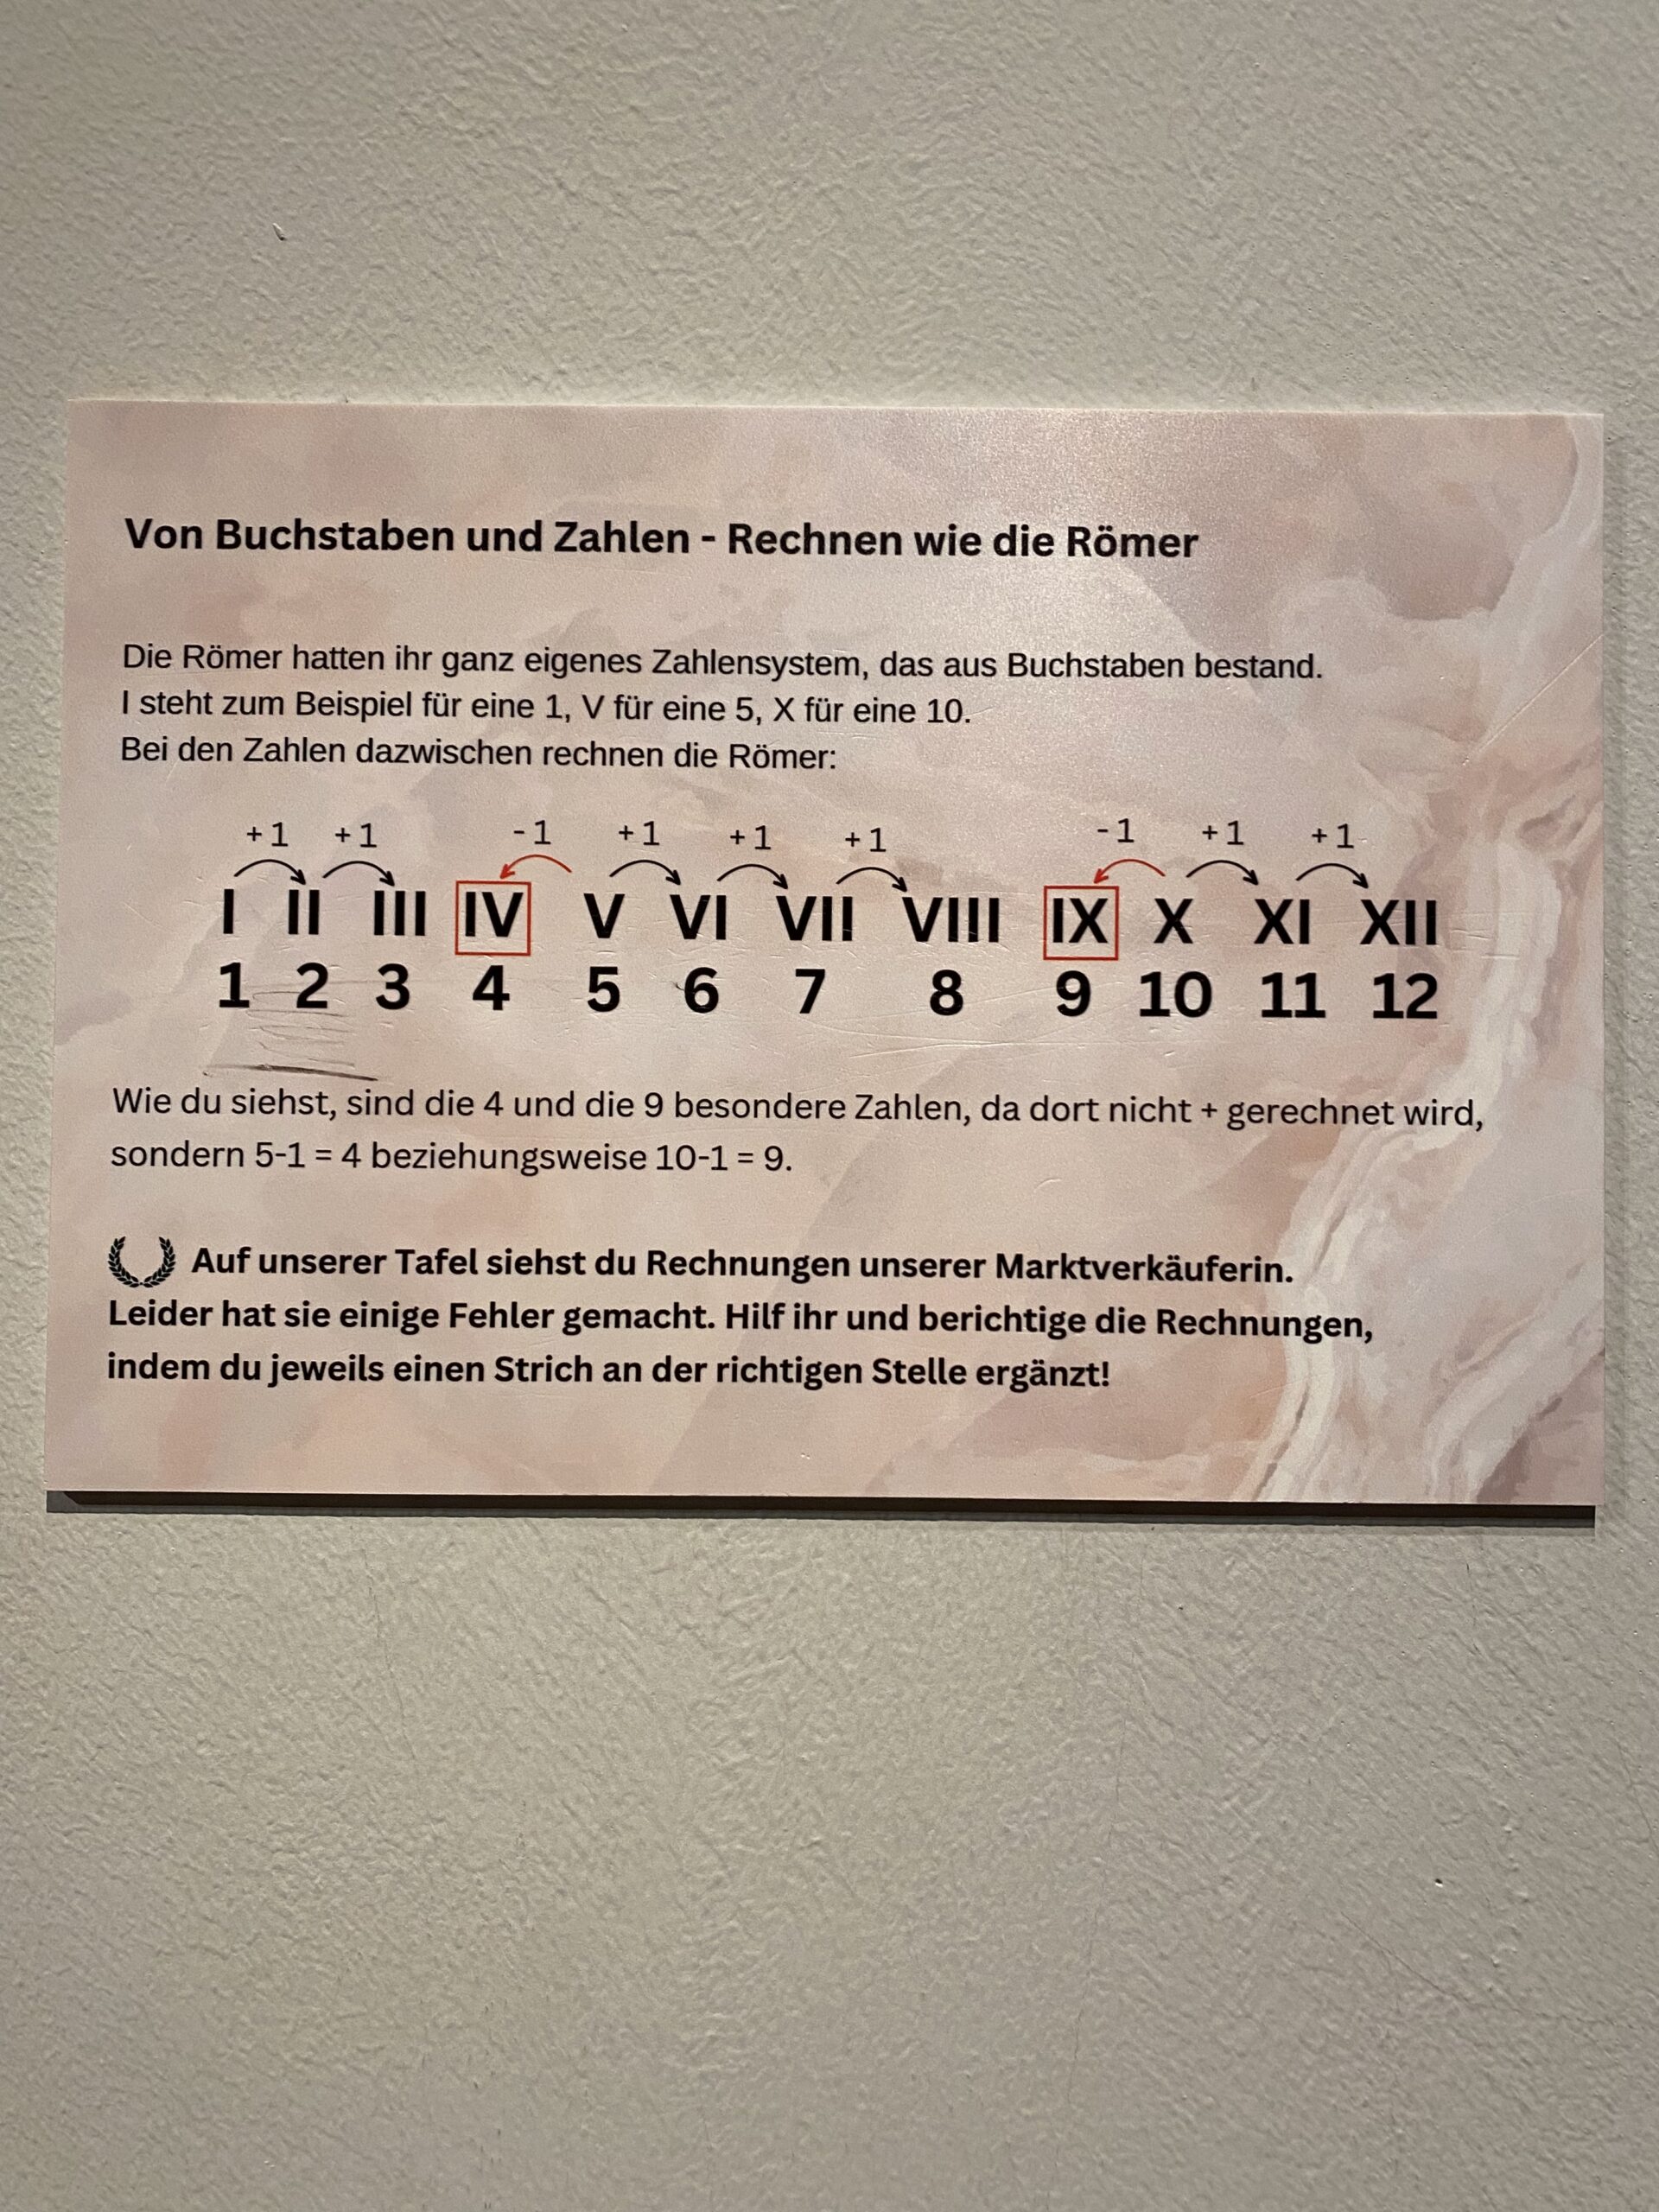 Von Buchstaben und Zahlen - Rechnen wie die Römer
Die Römer hatten ihr ganz eigenes Zahlensystem, das aus Buchstaben bestand.
I steht zum Beispiel für eine 1, V für eine 5, X für eine 10.
Bei den Zahlen dazwischen rechnen die Römer:
+1 +1 -1 +1 +1 +1 -1 +1 +1
I II III IV V VI VII VIII IX X XI XII
1 2 3 4 5 6 7 8 9 10 11 12
Wie du siehst, sind die 4 und die 9 besondere Zahlen, da dort nicht + gerechnet wird,
sondern 5-1 = 4 beziehungsweise 10-1 = 9.
Auf unserer Tafel siehst du Rechnungen unserer Marktverkäuferin.
Leider hat sie einige Fehler gemacht. Hilf ihr und berichtige die Rechnungen,
indem du jeweils einen Strich an der richtigen Stelle ergänzt!